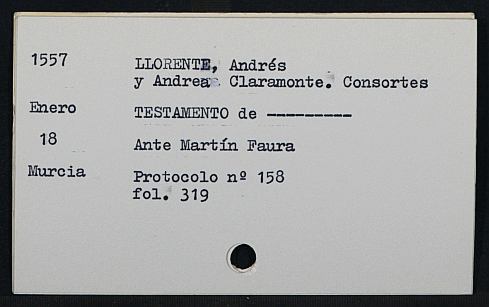 1557 LLORENTE, Andrés
y Andrea Claramonte. Consortes
Enero TESTAMENTO de ---------
18 Ante Martín Faura
Murcia Protocolo nº 158
fol. 319